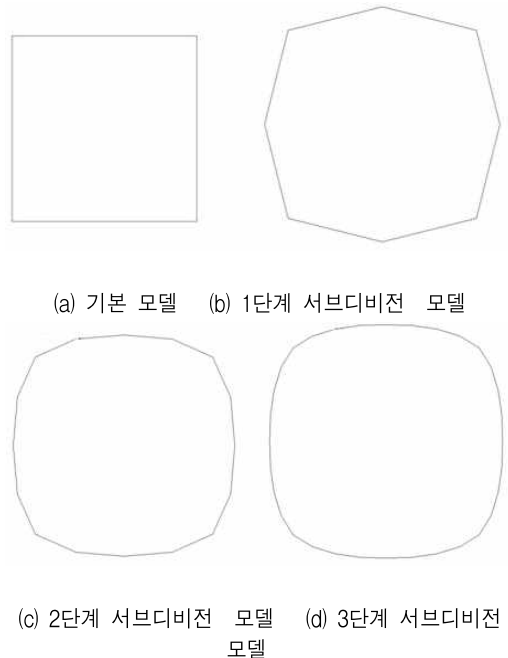 (a) 기본 모델 (b) 1단계 서브디비전 모델
(c) 2단계 서브디비전 모델 (d) 3단계 서브디비전
모델